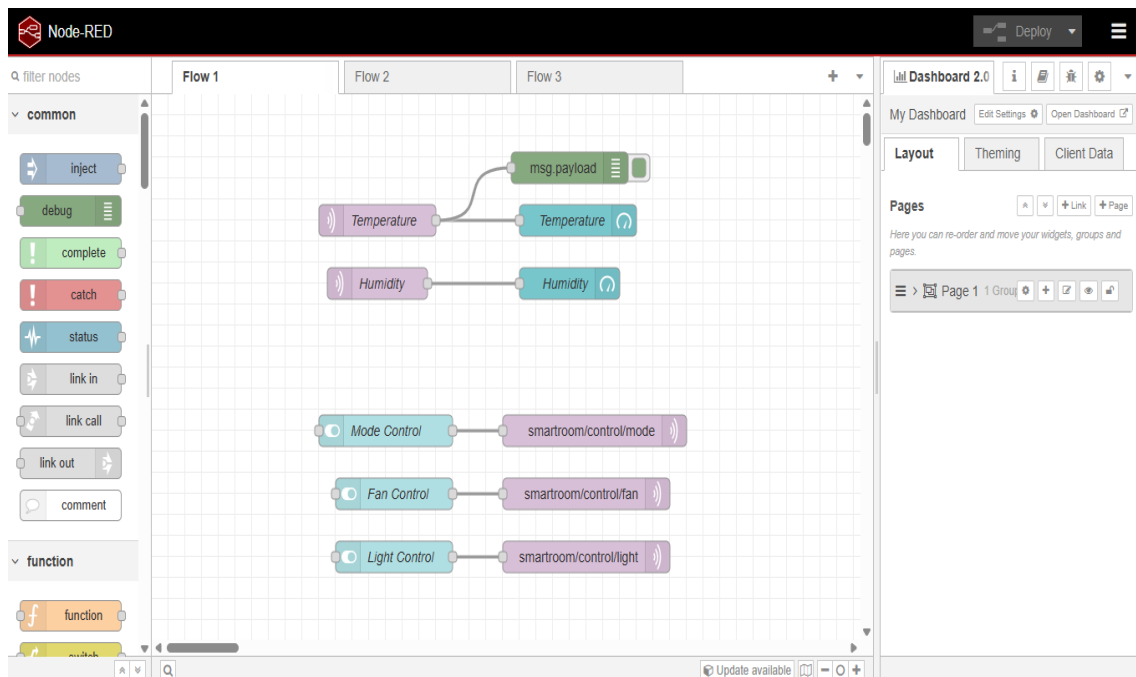 Node-RED
Deploy
filter nodes
Flow 1
Flow 2
Flow 3
Dashboard 2.0
common
inject
debug
complete
catch
status
link in
link call
link out
comment
function
function
switch
msg.payload
Temperature
Temperature
Humidity
Humidity
Mode Control
smartroom/control/mode
Fan Control
smartroom/control/fan
Light Control
smartroom/control/light
Update available
My Dashboard
Edit Settings
Open Dashboard
Layout
Theming
Client Data
Pages
+ Link
+ Page
Here you can re-order and move your widgets, groups and
pages.
Page 1 1 Group